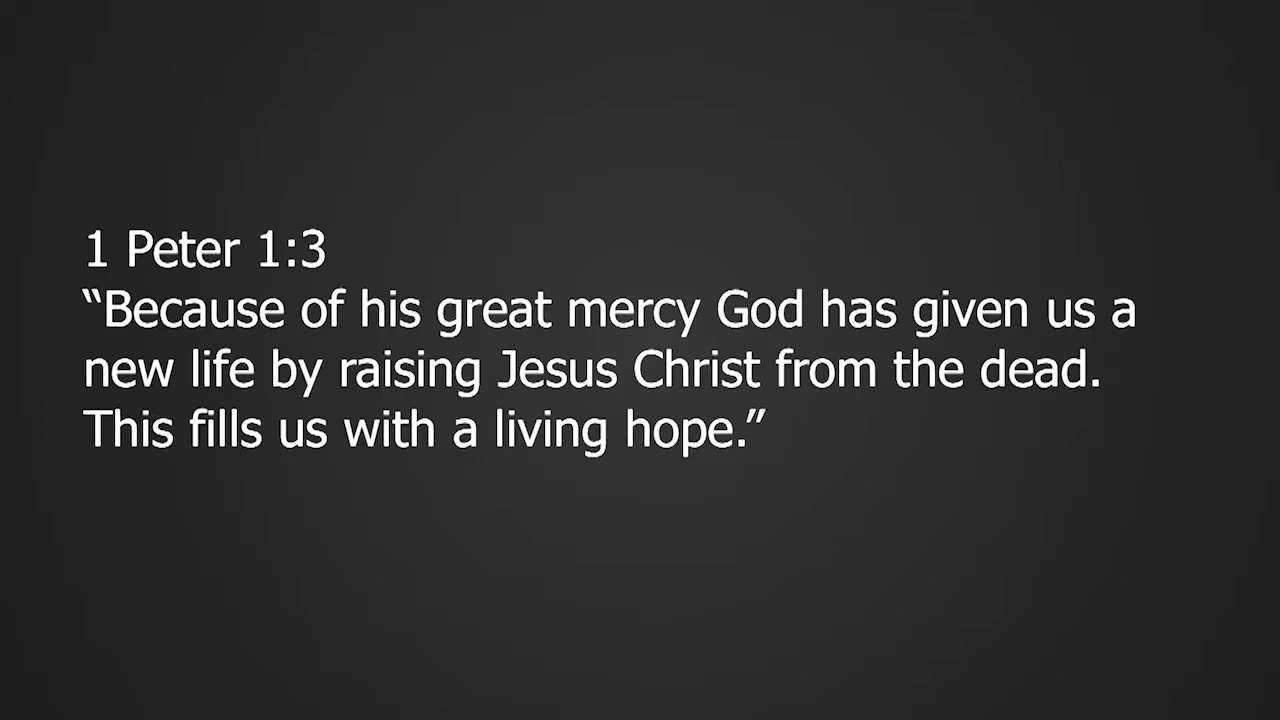 1 Peter 1:3
“Because of his great mercy God has given us a
new life by raising Jesus Christ from the dead.
This fills us with a living hope.”